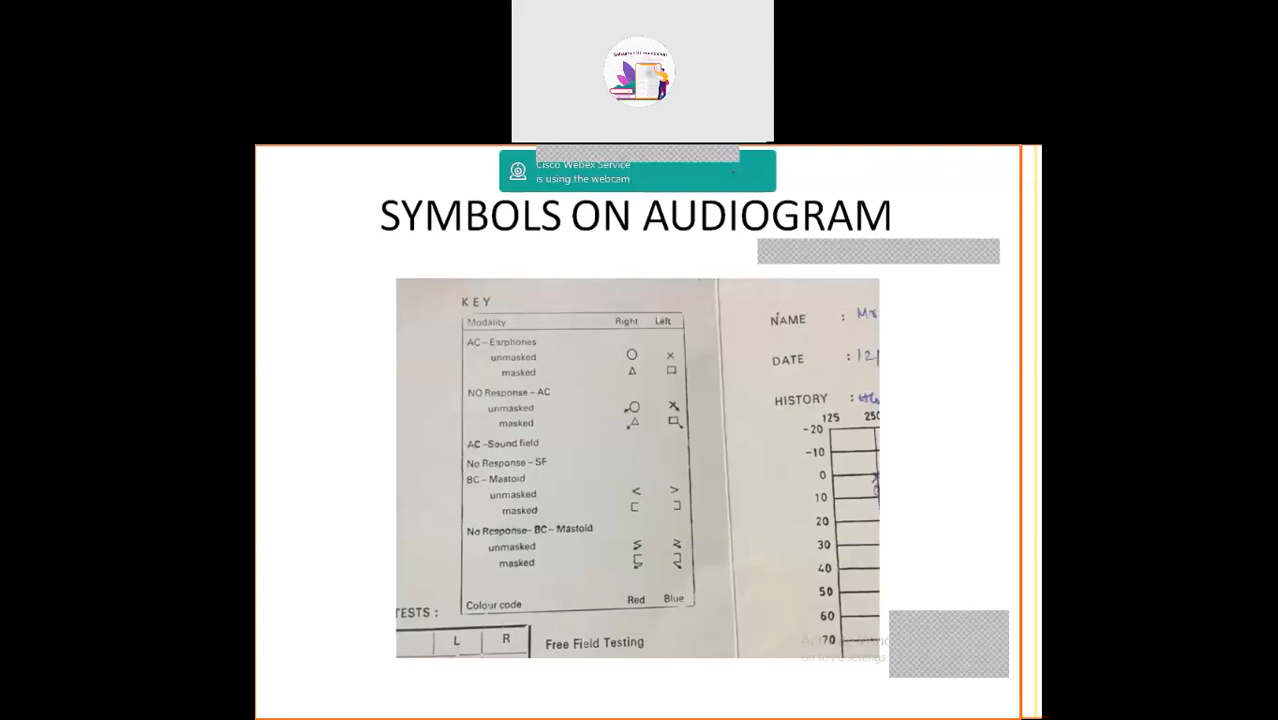 Cisco Webex Service
is using the webcam
SYMBOLS ON AUDIOGRAM
KEY
Modality Right Left
AC – Earphones
unmasked
masked
NO Response – AC
unmasked
masked
AC –Sound field
No Response – SF
BC – Mastoid
unmasked < >
masked
No Response– BC – Mastoid
unmasked
masked
Colour code Red Blue
TESTS :
L R
Free Field Testing
NAME :
DATE : 12/
HISTORY :
125 250
-20
-10
0
10
20
30
40
50
60
70